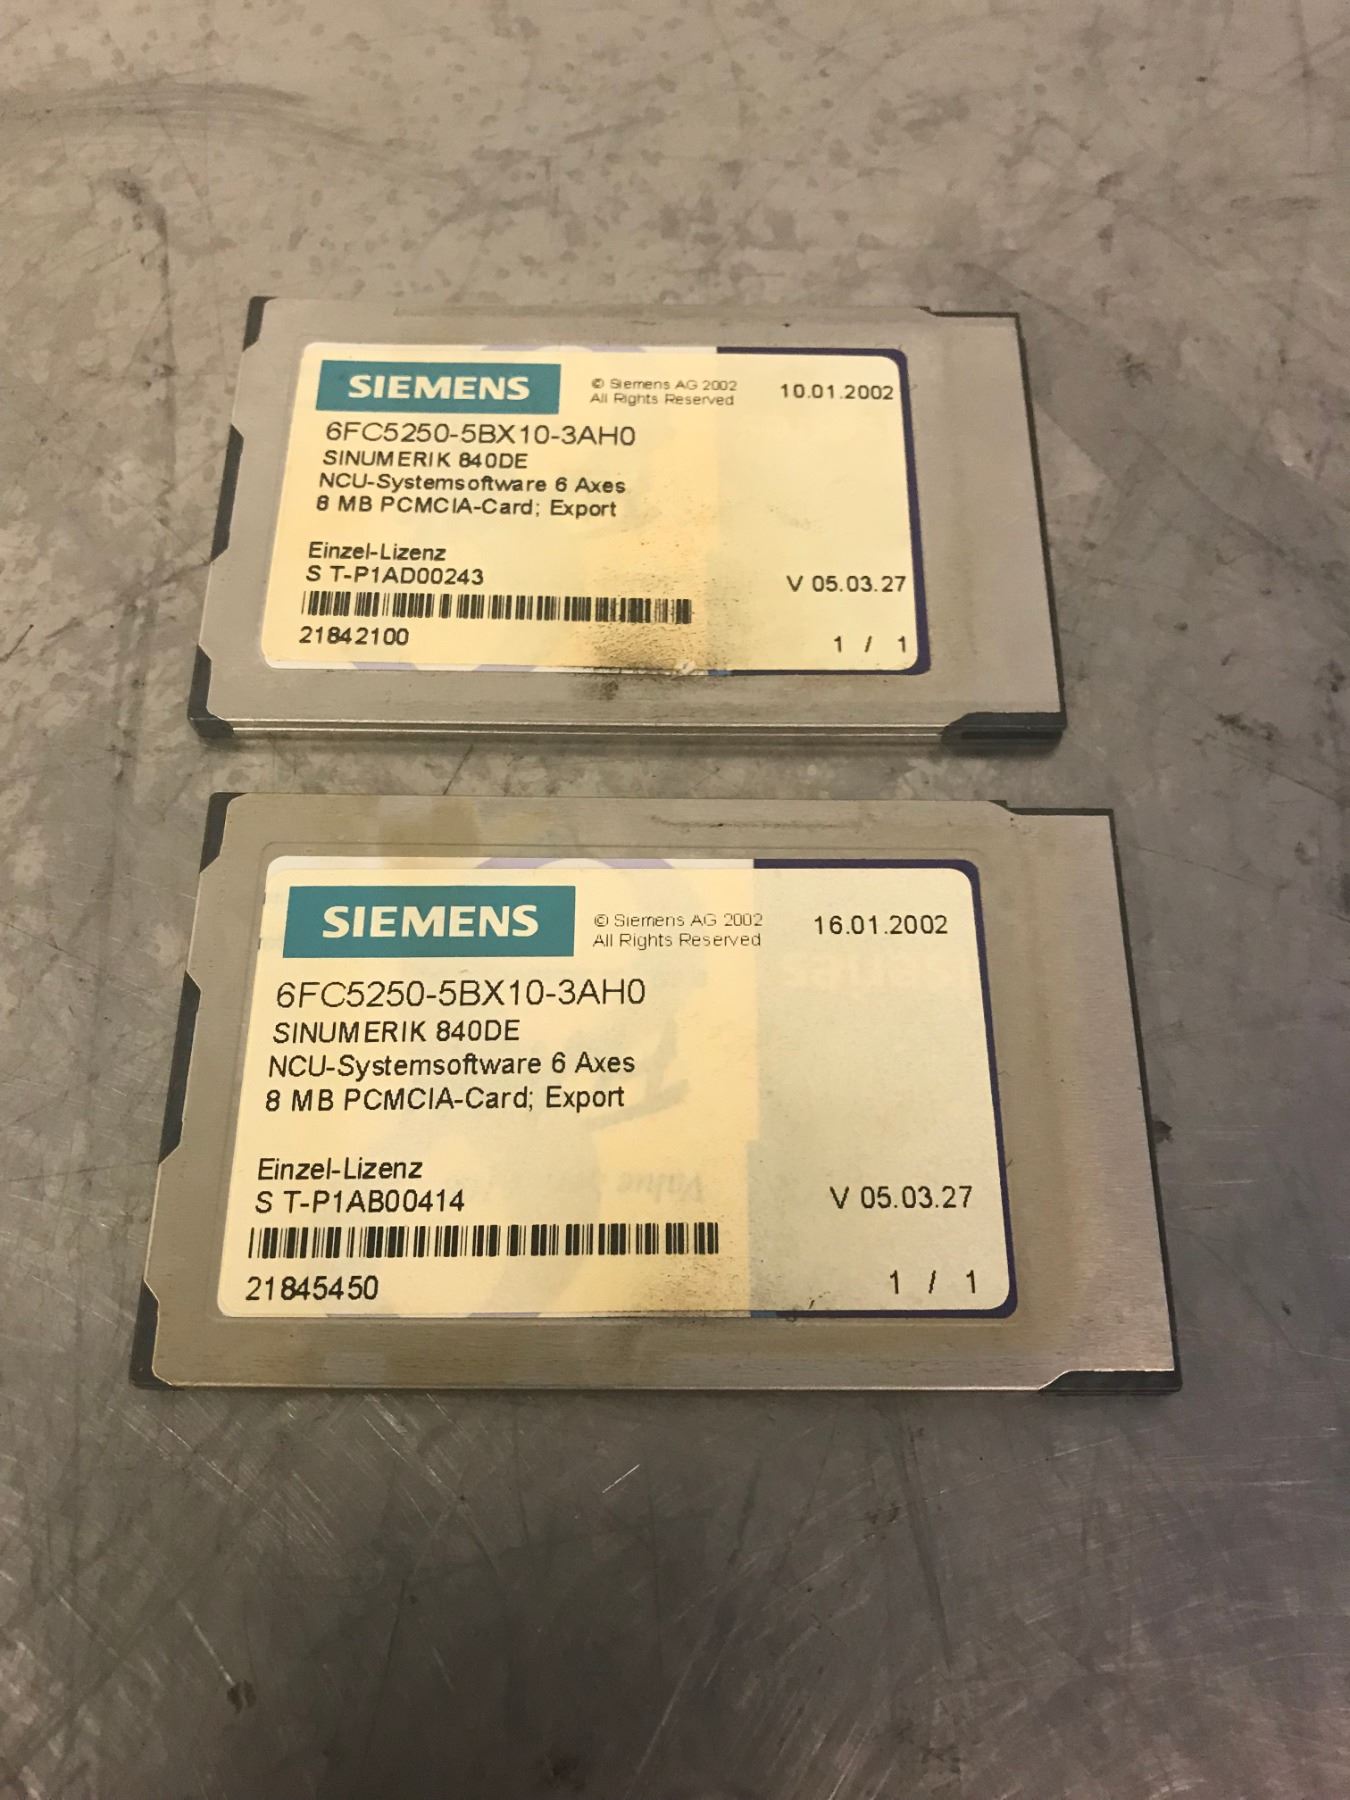 SIEMENS
© Siemens AG 2002
All Rights Reserved
10.01.2002
6FC5250-5BX10-3AH0
SINUMERIK 840DE
NCU-Systemsoftware 6 Axes
8 MB PCMCIA-Card; Export
Einzel-Lizenz
S T-P1AD00243
V 05.03.27
21842100
1 / 1
SIEMENS
© Siemens AG 2002
All Rights Reserved
16.01.2002
6FC5250-5BX10-3AH0
SINUMERIK 840DE
NCU-Systemsoftware 6 Axes
8 MB PCMCIA-Card; Export
Einzel-Lizenz
S T-P1AB00414
V 05.03.27
21845450
1 / 1